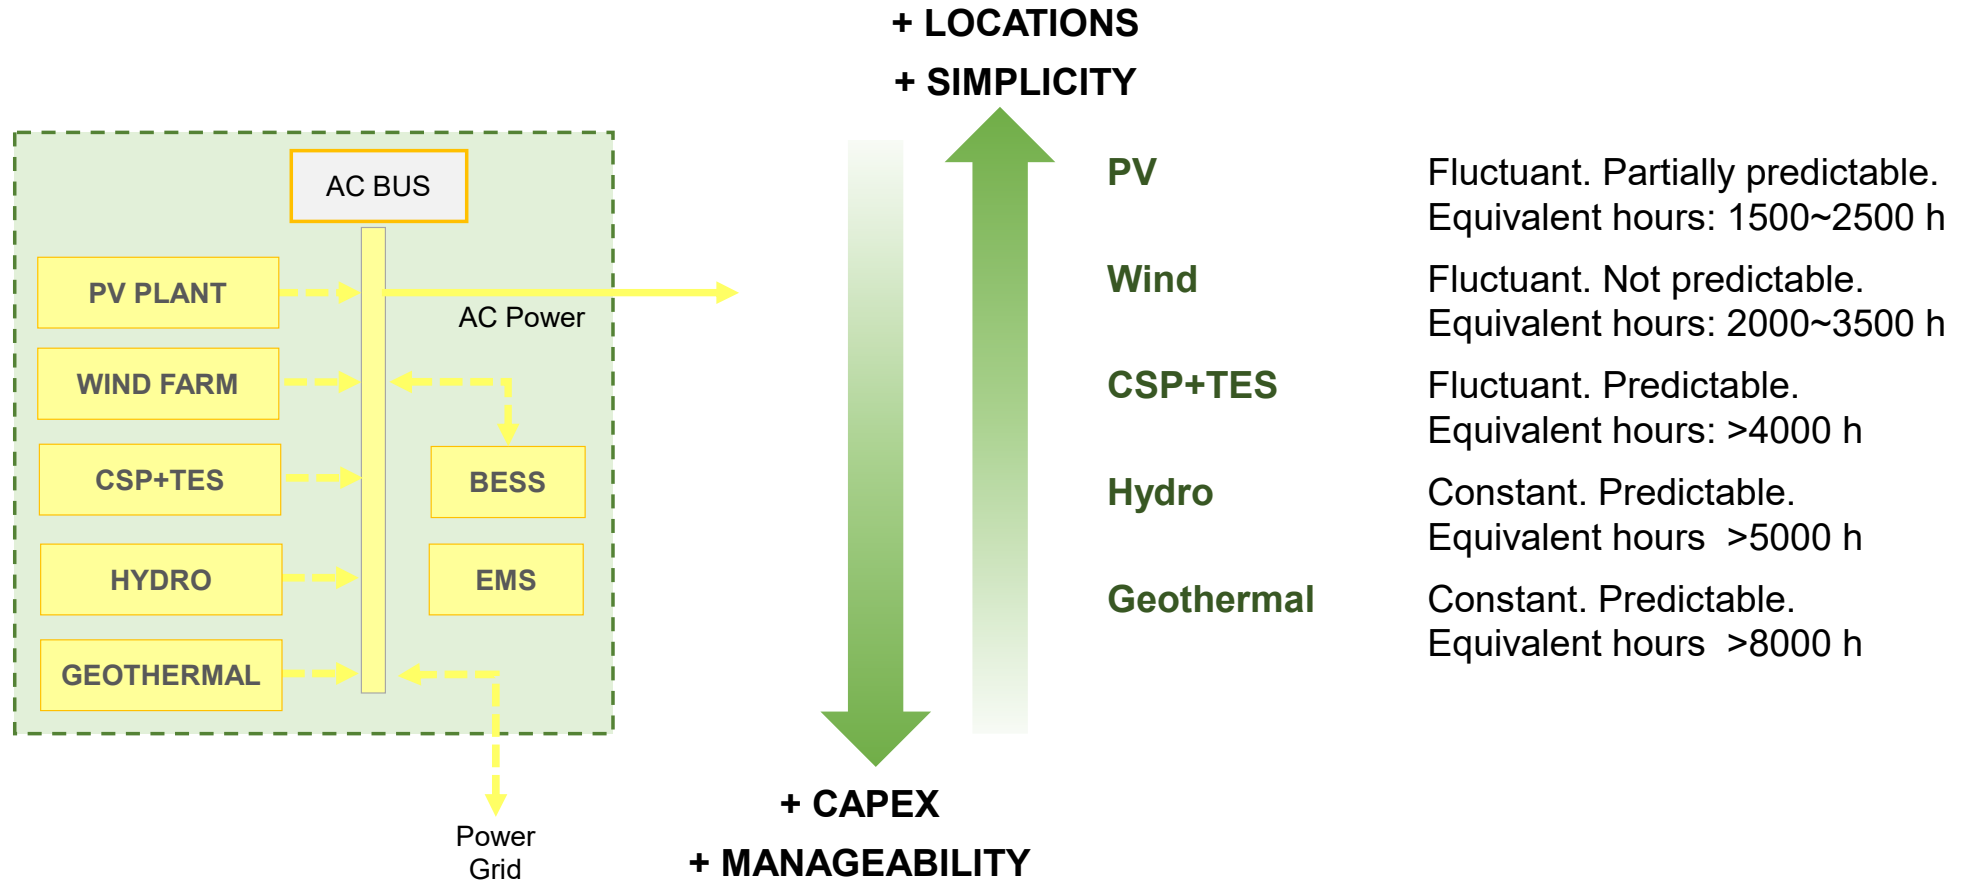 + LOCATIONS
+ SIMPLICITY
AC BUS
PV PLANT
AC Power
WIND FARM
CSP+TES
BESS
HYDRO
EMS
GEOTHERMAL
Power
Grid
PV
Fluctuant. Partially predictable.
Equivalent hours: 1500~2500 h
Wind
Fluctuant. Not predictable.
Equivalent hours: 2000~3500 h
CSP+TES
Fluctuant. Predictable.
Equivalent hours: >4000 h
Hydro
Constant. Predictable.
Equivalent hours  >5000 h
Geothermal
Constant. Predictable.
Equivalent hours  >8000 h
+ CAPEX
+ MANAGEABILITY